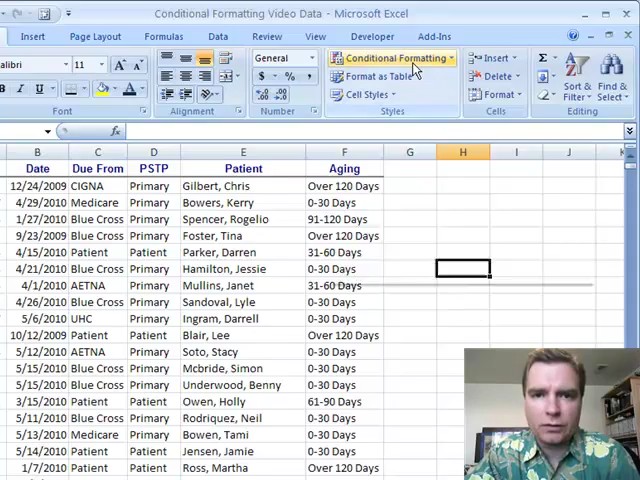 Conditional Formatting Video Data - Microsoft Excel
Insert Page Layout Formulas Data Review View Developer Add-Ins
alibri 11 General Conditional Formatting Insert Σ
$ % , Format as Table Delete Sort & Find &
Cell Styles Format Filter Select
Font Alignment Number Styles Cells Editing
fx
B C D E F G H I J K
Date Due From PSTP Patient Aging
12/24/2009 CIGNA Primary Gilbert, Chris Over 120 Days
4/29/2010 Medicare Primary Bowers, Kerry 0-30 Days
1/27/2010 Blue Cross Primary Spencer, Rogelio 91-120 Days
9/23/2009 Blue Cross Primary Foster, Tina Over 120 Days
4/15/2010 Patient Patient Parker, Darren 31-60 Days
4/21/2010 Blue Cross Primary Hamilton, Jessie 0-30 Days
4/1/2010 AETNA Primary Mullins, Janet 31-60 Days
4/26/2010 Blue Cross Primary Sandoval, Lyle 0-30 Days
5/6/2010 UHC Primary Ingram, Darrell 0-30 Days
10/12/2009 Patient Patient Blair, Lee Over 120 Days
5/12/2010 AETNA Primary Soto, Stacy 0-30 Days
5/15/2010 Blue Cross Primary Mcbride, Simon 0-30 Days
5/10/2010 Blue Cross Primary Underwood, Benny 0-30 Days
3/15/2010 Patient Patient Owen, Holly 61-90 Days
5/11/2010 Blue Cross Primary Rodriquez, Neil 0-30 Days
5/13/2010 Medicare Primary Bowen, Tami 0-30 Days
5/14/2010 Patient Patient Jensen, Jamie 0-30 Days
1/7/2010 Patient Patient Ross, Martha Over 120 Days